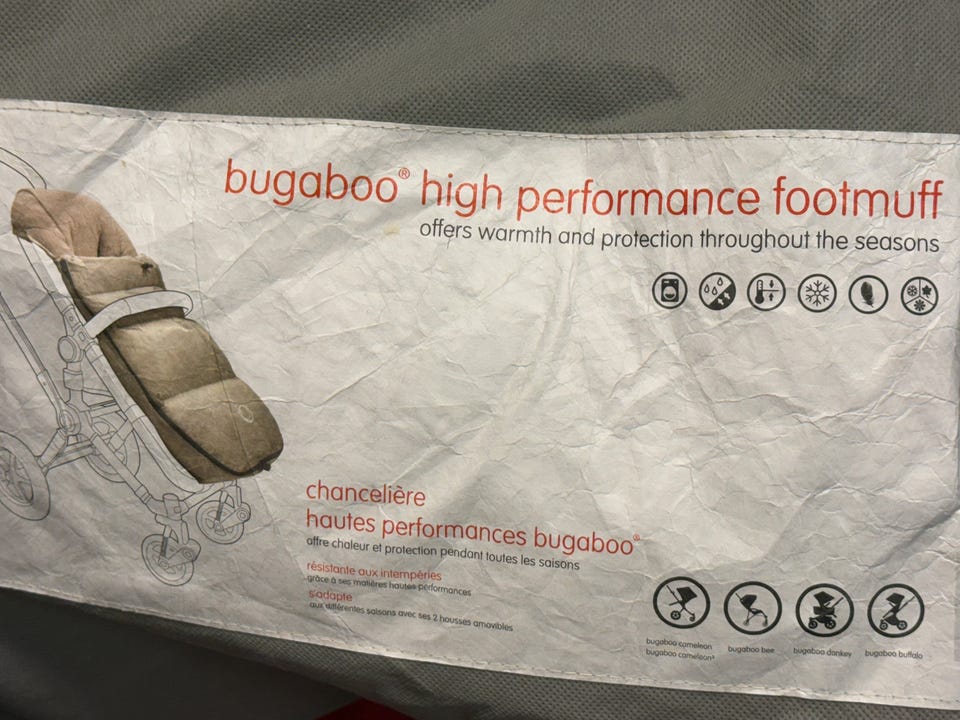 bugaboo® high performance footmuff
offers warmth and protection throughout the seasons
chancelière
hautes performances bugaboo®
offre chaleur et protection pendant toutes les saisons
résistante aux intempéries
grâce à ses matières hautes performances
s'adapte
aux différentes saisons avec ses 2 housses amovibles
bugaboo cameleon
bugaboo cameleon³
bugaboo bee
bugaboo donkey
bugaboo buffalo